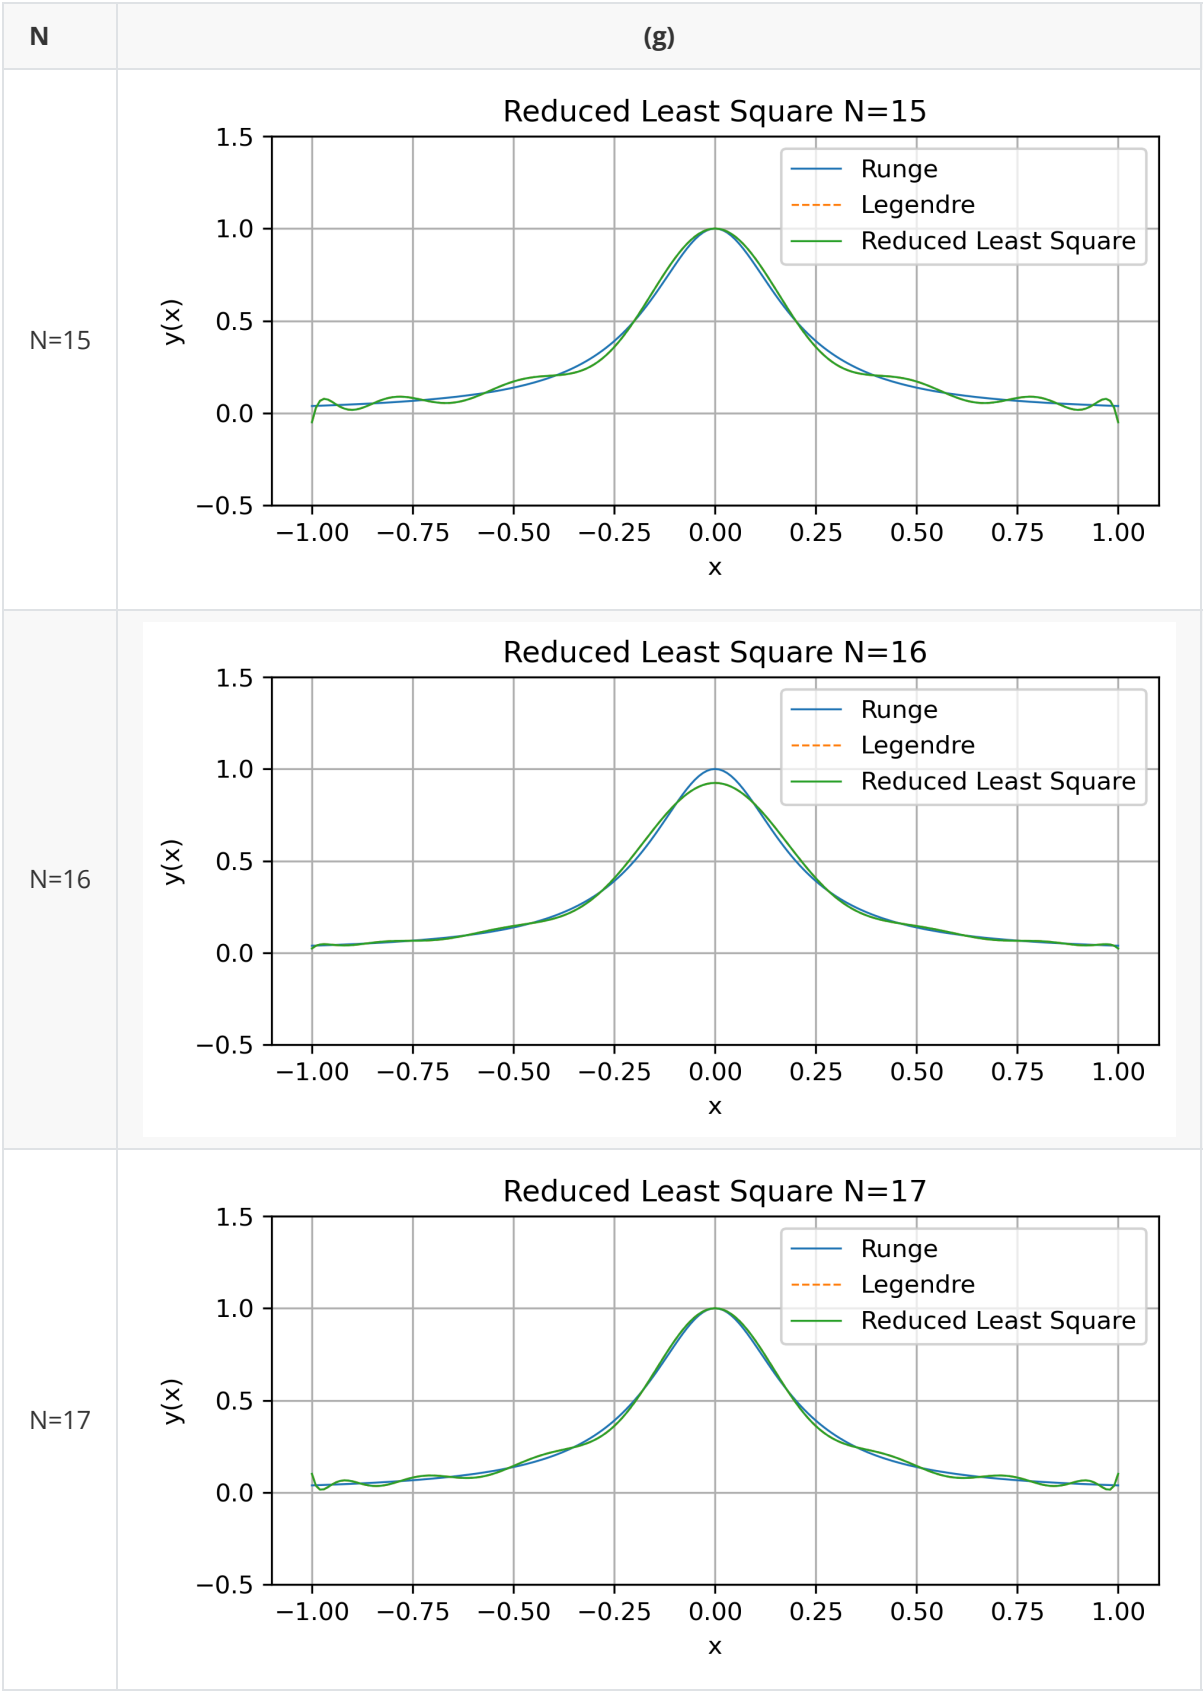 N (g)
N=15
Reduced Least Square N=15
1.5
1.0
0.5
0.0
−0.5
y(x)
Runge
Legendre
Reduced Least Square
−1.00 −0.75 −0.50 −0.25 0.00 0.25 0.50 0.75 1.00
x
N=16
Reduced Least Square N=16
1.5
1.0
0.5
0.0
−0.5
y(x)
Runge
Legendre
Reduced Least Square
−1.00 −0.75 −0.50 −0.25 0.00 0.25 0.50 0.75 1.00
x
N=17
Reduced Least Square N=17
1.5
1.0
0.5
0.0
−0.5
y(x)
Runge
Legendre
Reduced Least Square
−1.00 −0.75 −0.50 −0.25 0.00 0.25 0.50 0.75 1.00
x